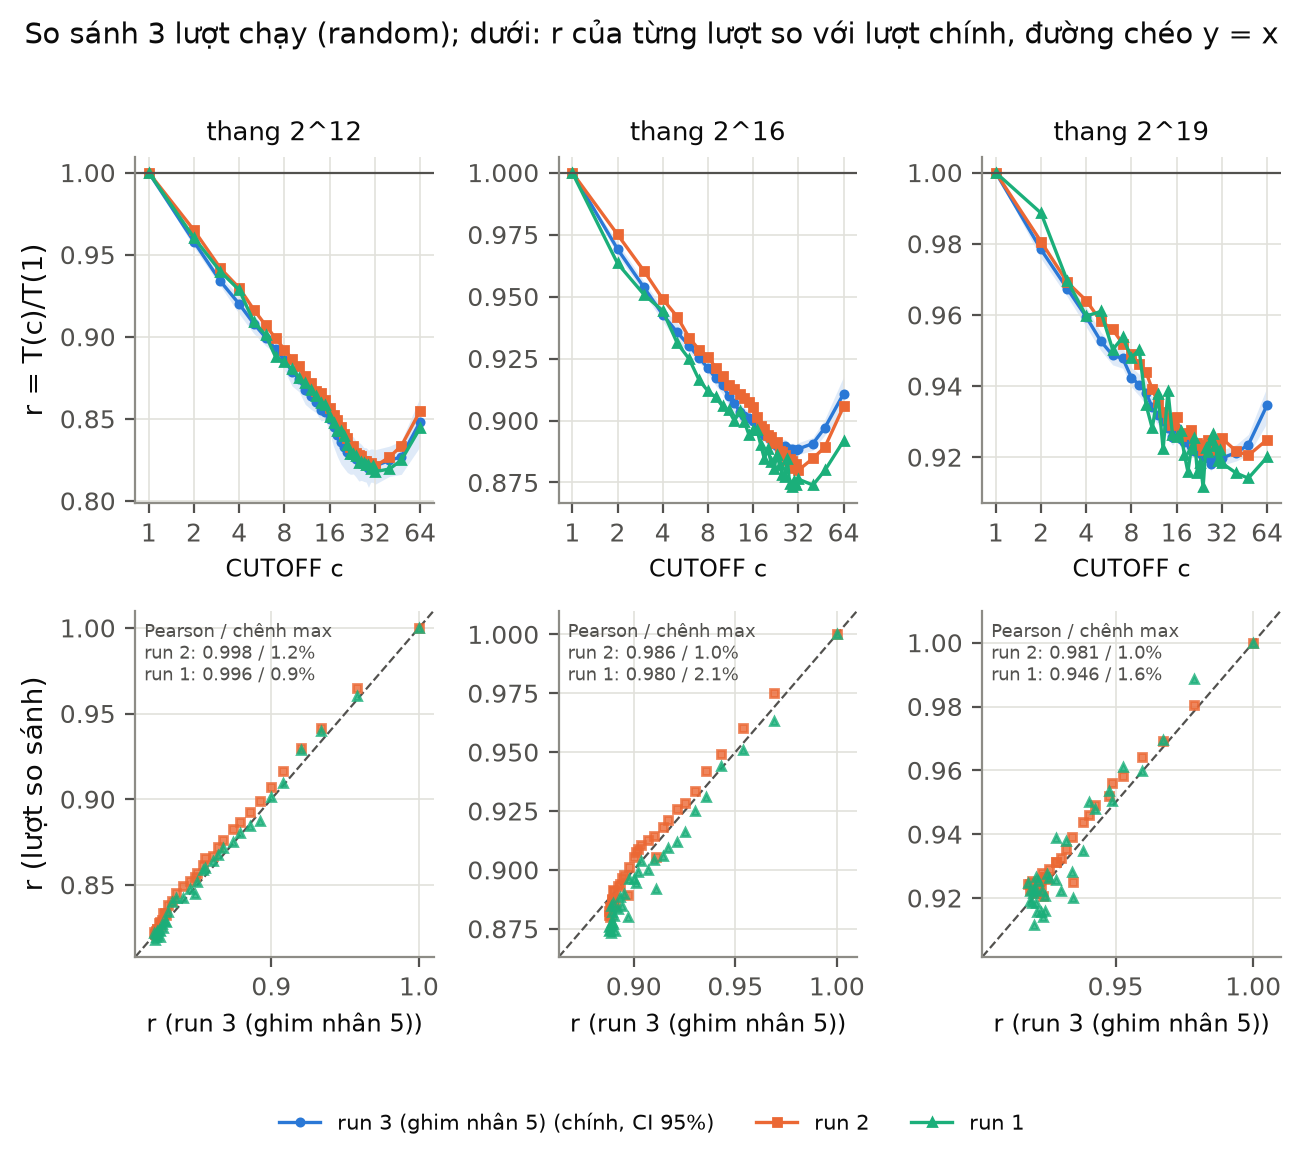 So sánh 3 lượt chạy (random); dưới: r của từng lượt so với lượt chính, đường chéo y = x
thang 2^12
thang 2^16
thang 2^19
r = T(c)/T(1)
1.00
0.95
0.90
0.85
0.80
1 2 4 8 16 32 64
CUTOFF c
1.000
0.975
0.950
0.925
0.900
0.875
1 2 4 8 16 32 64
CUTOFF c
1.00
0.98
0.96
0.94
0.92
1 2 4 8 16 32 64
CUTOFF c
r (lượt so sánh)
1.00
0.95
0.90
0.85
Pearson / chênh max
run 2: 0.998 / 1.2%
run 1: 0.996 / 0.9%
0.9 1.0
r (run 3 (ghim nhân 5))
1.000
0.975
0.950
0.925
0.900
0.875
Pearson / chênh max
run 2: 0.986 / 1.0%
run 1: 0.980 / 2.1%
0.90 0.95 1.00
r (run 3 (ghim nhân 5))
1.00
0.98
0.96
0.94
0.92
Pearson / chênh max
run 2: 0.981 / 1.0%
run 1: 0.946 / 1.6%
0.95 1.00
r (run 3 (ghim nhân 5))
run 3 (ghim nhân 5) (chính, CI 95%)
run 2
run 1